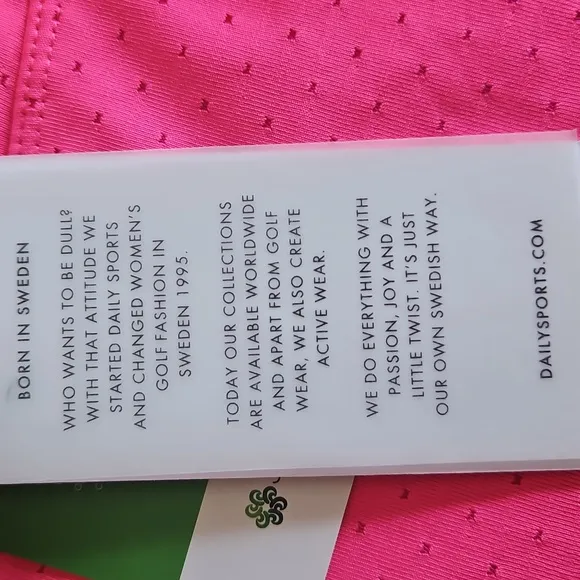 BORN IN SWEDEN
WHO WANTS TO BE DULL?
WITH THAT ATTITUDE WE
STARTED DAILY SPORTS
AND CHANGED WOMEN'S
GOLF FASHION IN
SWEDEN 1995.
TODAY OUR COLLECTIONS
ARE AVAILABLE WORLDWIDE
AND APART FROM GOLF
WEAR, WE ALSO CREATE
ACTIVE WEAR.
WE DO EVERYTHING WITH
PASSION, JOY AND A
LITTLE TWIST. IT'S JUST
OUR OWN SWEDISH WAY.
DAILYSPORTS.COM